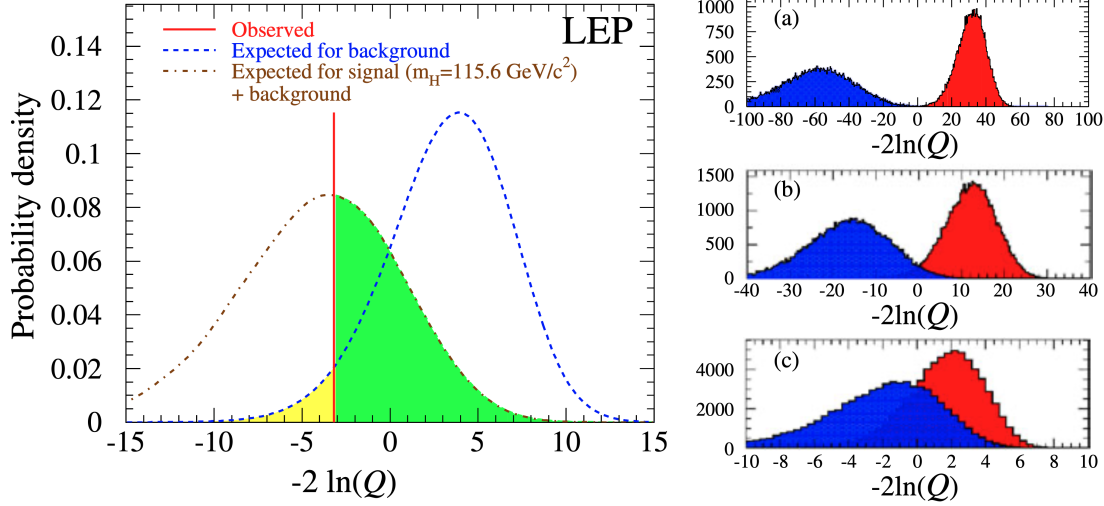 LEP
Observed
Expected for background
Expected for signal (m_H=115.6 GeV/c²)
+ background
Probability density
0.14
0.12
0.1
0.08
0.06
0.04
0.02
0
-15 -10 -5 0 5 10 15
-2 ln(Q)
(a)
1000
750
500
250
0
-100 -80 -60 -40 -20 0 20 40 60 80 100
-2ln(Q)
(b)
1500
1000
500
0
-40 -30 -20 -10 0 10 20 30 40
-2ln(Q)
(c)
4000
2000
0
-10 -8 -6 -4 -2 0 2 4 6 8 10
-2ln(Q)